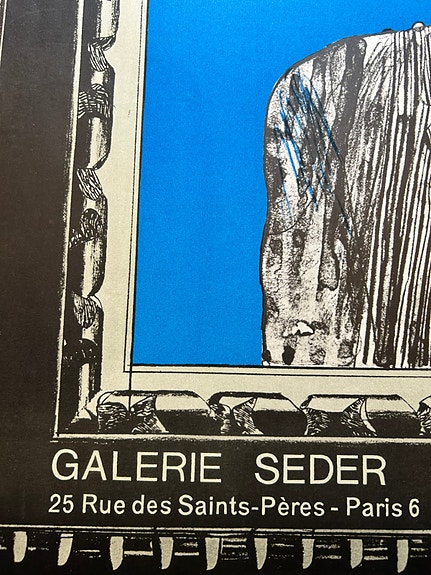 GALERIE SEDER
25 Rue des Saints-Pères - Paris 6